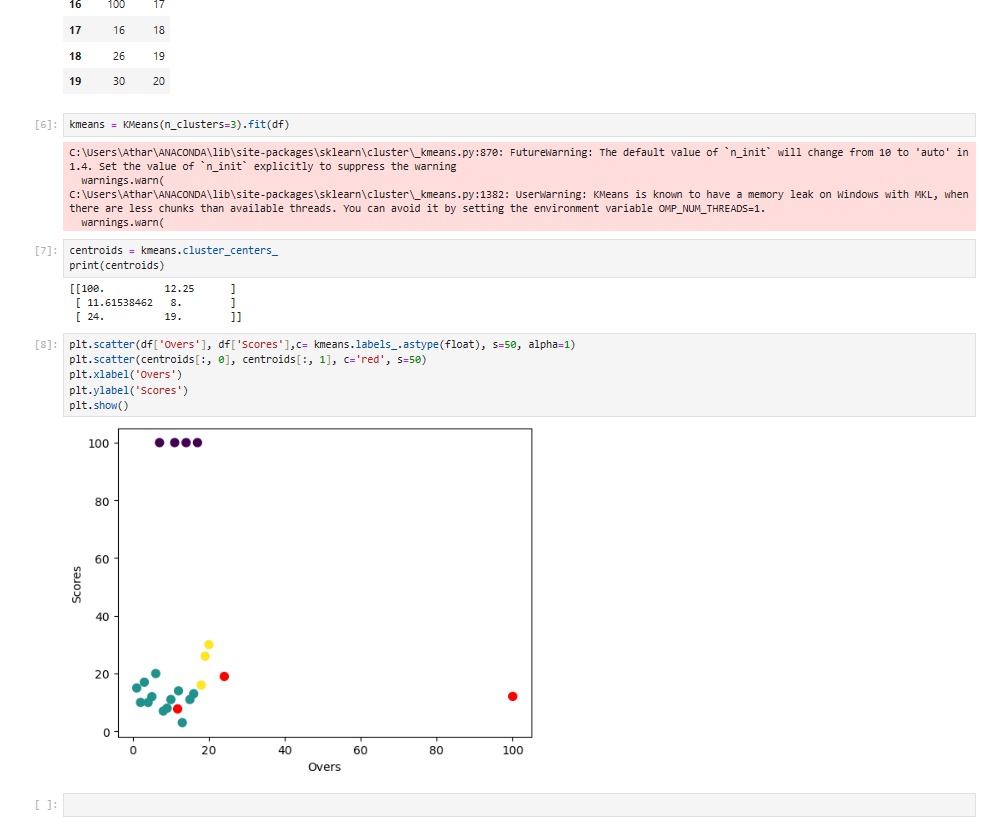 16 100 17
17 16 18
18 26 19
19 30 20
[6]: kmeans = KMeans(n_clusters=3).fit(df)
C:\Users\Athar\ANACONDA\lib\site-packages\sklearn\cluster\_kmeans.py:870: FutureWarning: The default value of `n_init` will change from 10 to 'auto' in
1.4. Set the value of `n_init` explicitly to suppress the warning
  warnings.warn(
C:\Users\Athar\ANACONDA\lib\site-packages\sklearn\cluster\_kmeans.py:1382: UserWarning: KMeans is known to have a memory leak on Windows with MKL, when
there are less chunks than available threads. You can avoid it by setting the environment variable OMP_NUM_THREADS=1.
  warnings.warn(
[7]: centroids = kmeans.cluster_centers_
print(centroids)
[[100.         12.25      ]
 [ 11.61538462   8.        ]
 [ 24.         19.        ]]
[8]: plt.scatter(df['Overs'], df['Scores'],c= kmeans.labels_.astype(float), s=50, alpha=1)
plt.scatter(centroids[:, 0], centroids[:, 1], c='red', s=50)
plt.xlabel('Overs')
plt.ylabel('Scores')
plt.show()
100
80
60
40
20
0
Scores
0 20 40 60 80 100
Overs
[ ]: